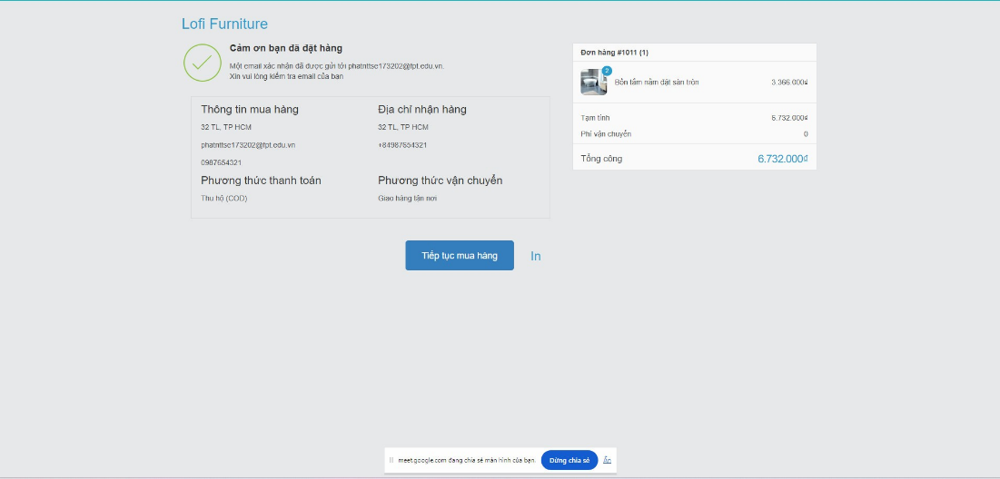 Lofi Furniture
Cảm ơn bạn đã đặt hàng
Một email xác nhận đã được gửi tới phatnttse173202@fpt.edu.vn.
Xin vui lòng kiểm tra email của bạn
Thông tin mua hàng
32 TL, TP HCM
phatnttse173202@fpt.edu.vn
0987654321
Địa chỉ nhận hàng
32 TL, TP HCM
+84987654321
Phương thức thanh toán
Thu hộ (COD)
Phương thức vận chuyển
Giao hàng tận nơi
Tiếp tục mua hàng
In
Đơn hàng #1011 (1)
2
Bồn tắm nằm đặt sàn tròn
3.366.000₫
Tạm tính
6.732.000₫
Phí vận chuyển
0
Tổng cộng
6.732.000₫
meet.google.com đang chia sẻ màn hình của bạn.
Dừng chia sẻ
Ẩn